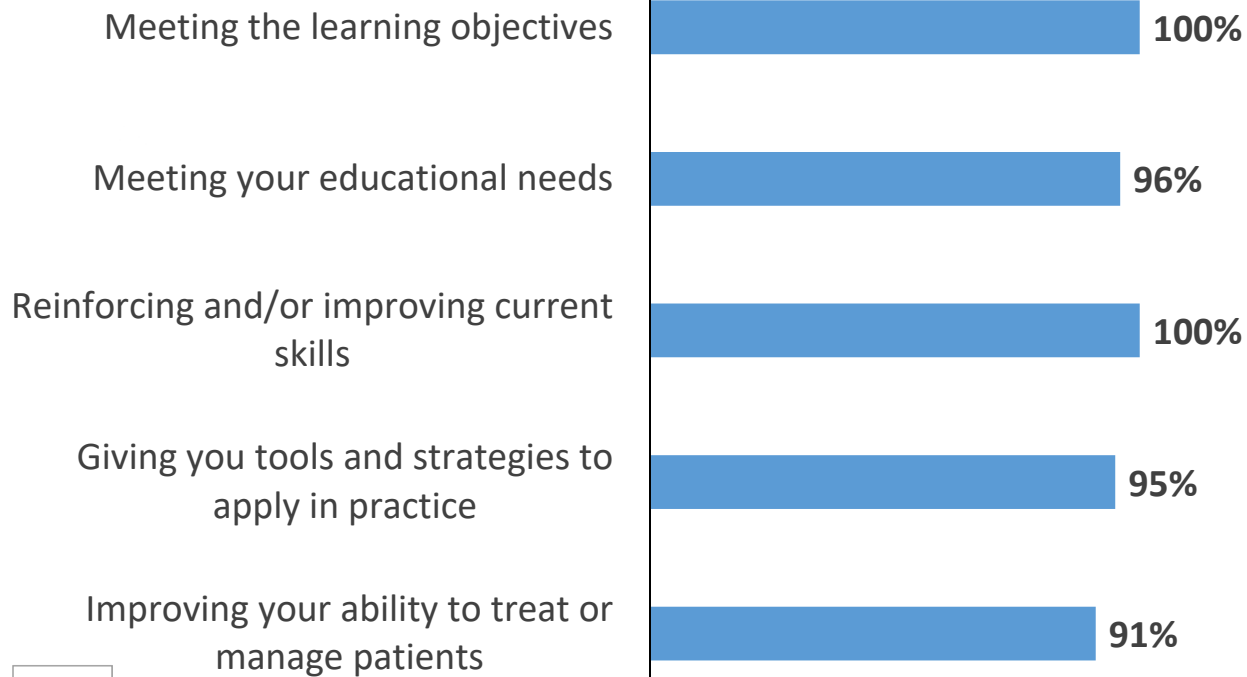 Meeting the learning objectives
100%
Meeting your educational needs
96%
Reinforcing and/or improving current
skills
100%
Giving you tools and strategies to
apply in practice
95%
Improving your ability to treat or
manage patients
91%